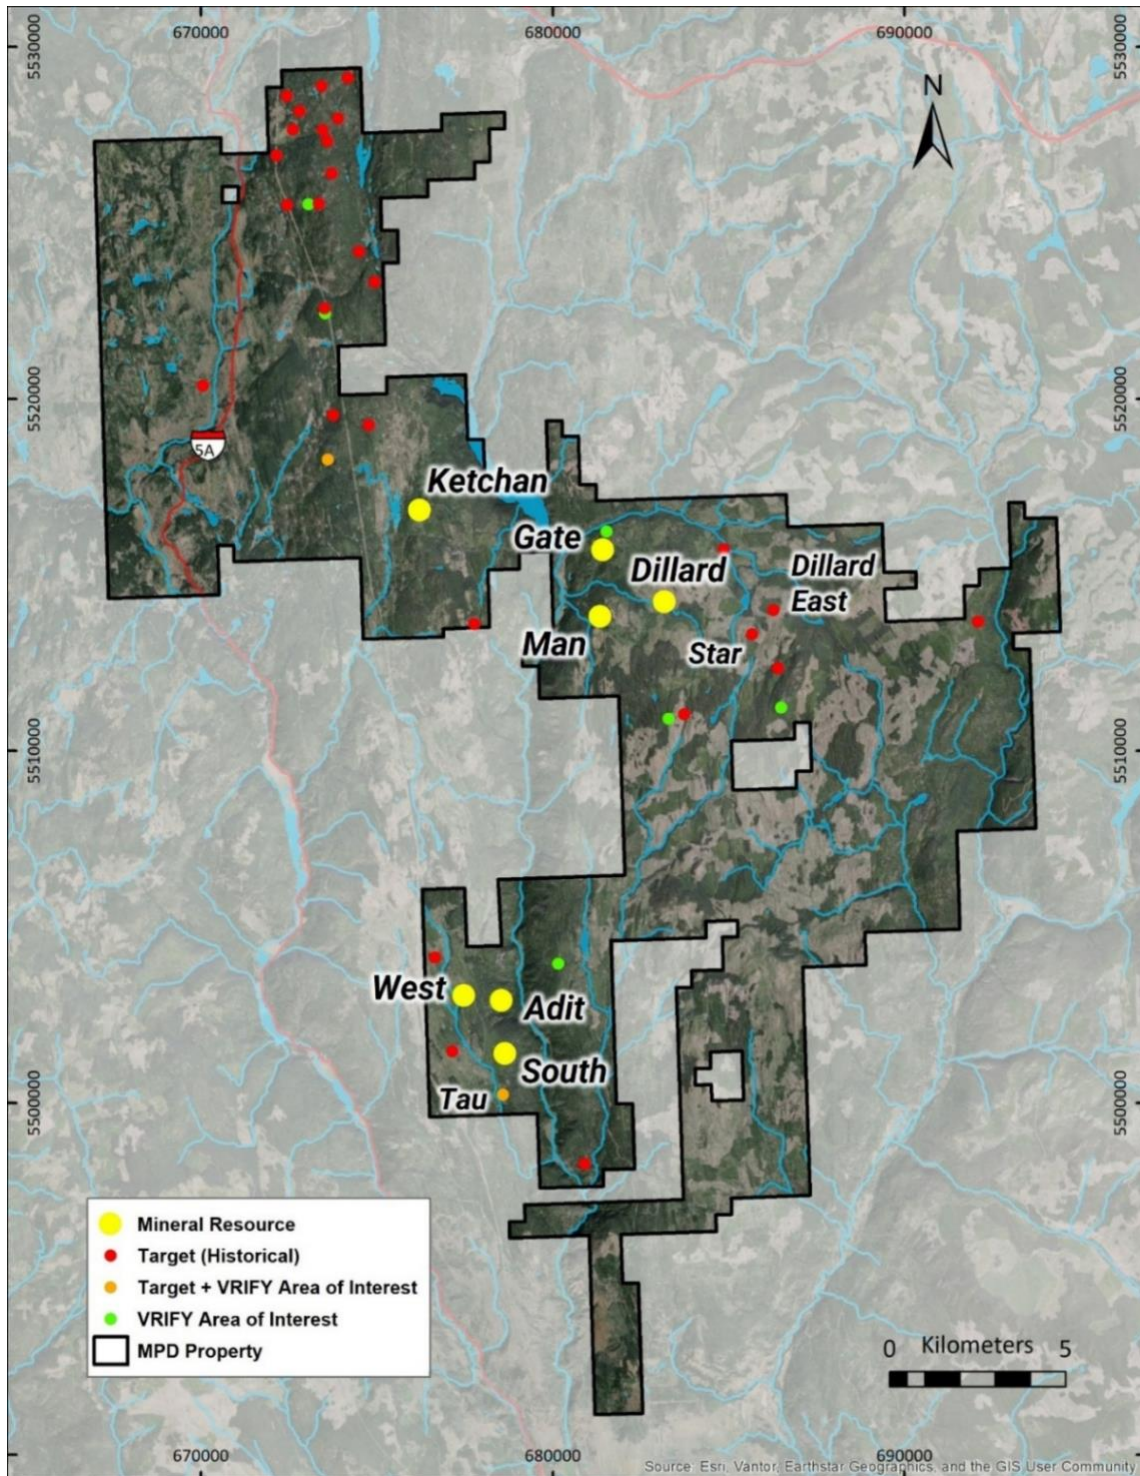 670000
680000
690000
5530000
5530000
N
5520000
5520000
5A
Ketchan
Gate
Dillard
Dillard
East
Man
Star
5510000
5510000
West
Adit
South
Tau
5500000
5500000
Mineral Resource
Target (Historical)
Target + VRIFY Area of Interest
VRIFY Area of Interest
MPD Property
0 Kilometers 5
670000
680000
690000
Source: Esri, Vantor, Earthstar Geographics, and the GIS User Community